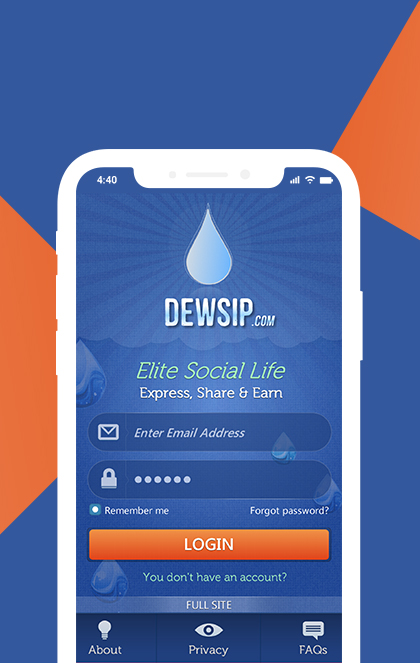 4:40
DEWSIP.COM
Elite Social Life
Express, Share & Earn
Enter Email Address
Remember me
Forgot password?
LOGIN
You don't have an account?
FULL SITE
About
Privacy
FAQs